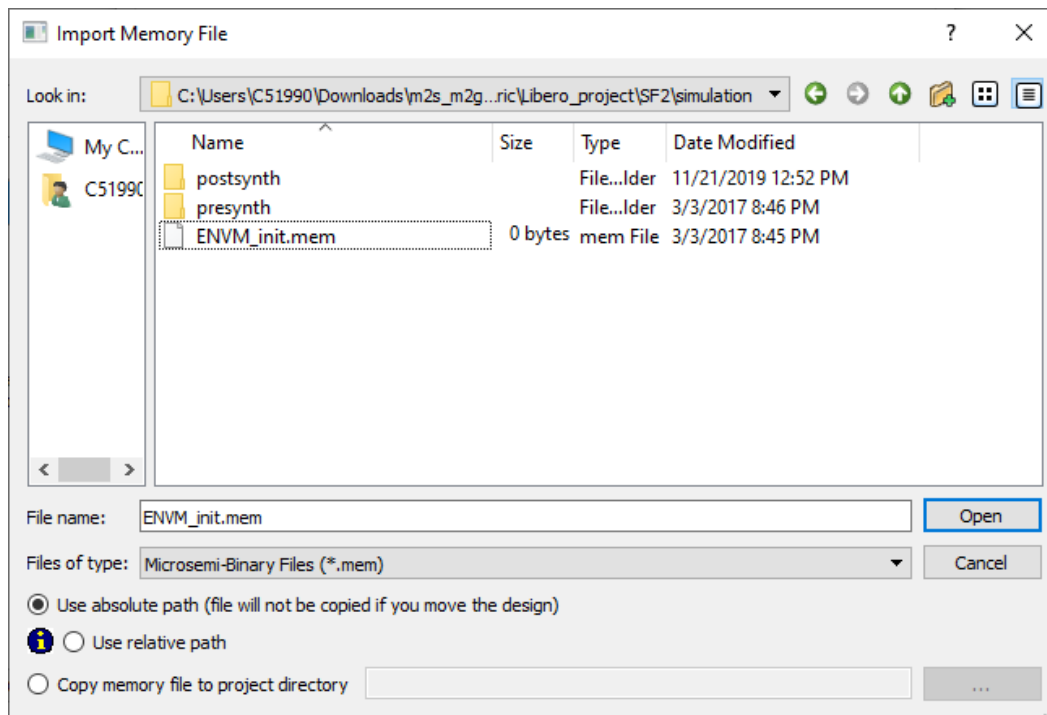 Import Memory File
?
Look in:
C:\Users\C51990\Downloads\m2s_m2g...ric\Libero_project\SF2\simulation
My C...
C51990
Name Size Type Date Modified
postsynth File...lder 11/21/2019 12:52 PM
presynth File...lder 3/3/2017 8:46 PM
ENVM_init.mem 0 bytes mem File 3/3/2017 8:45 PM
File name: ENVM_init.mem Open
Files of type: Microsemi-Binary Files (*.mem) Cancel
Use absolute path (file will not be copied if you move the design)
Use relative path
Copy memory file to project directory ...